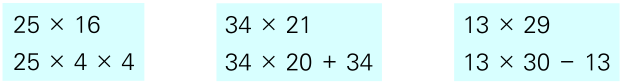 25 × 16
25 × 4 × 4
34 × 21
34 × 20 + 34
13 × 29
13 × 30 − 13